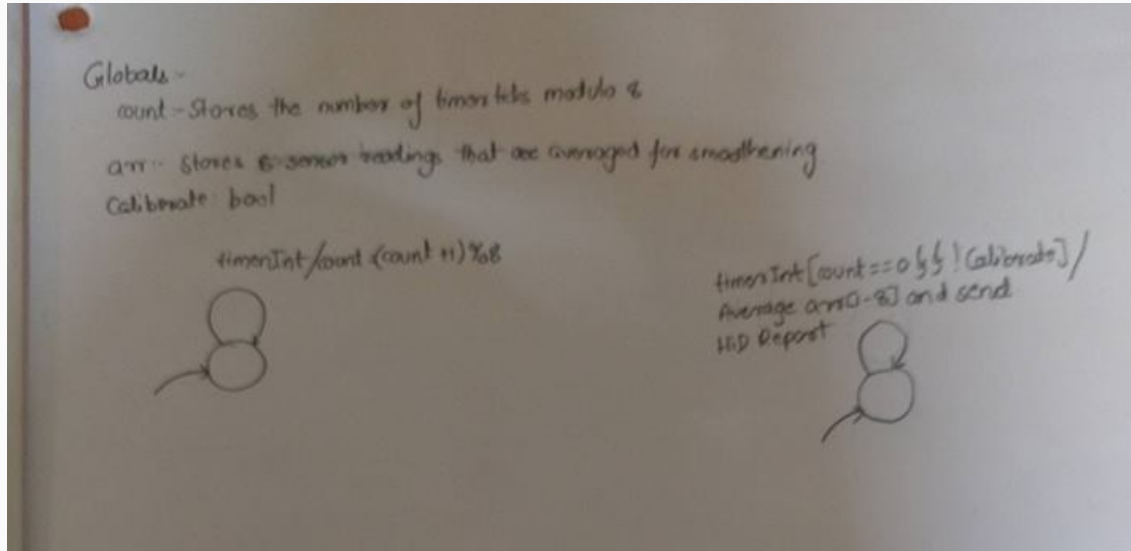 Globals -
count - Stores the number of timer ticks modulo 8
arr - Stores 8 sensor readings that are averaged for smoothening
Calibrate: bool
timerInt/count = (count +1)%8
timerInt[count==0 && !Calibrate]/
Average arr[0-8] and send
HID Report